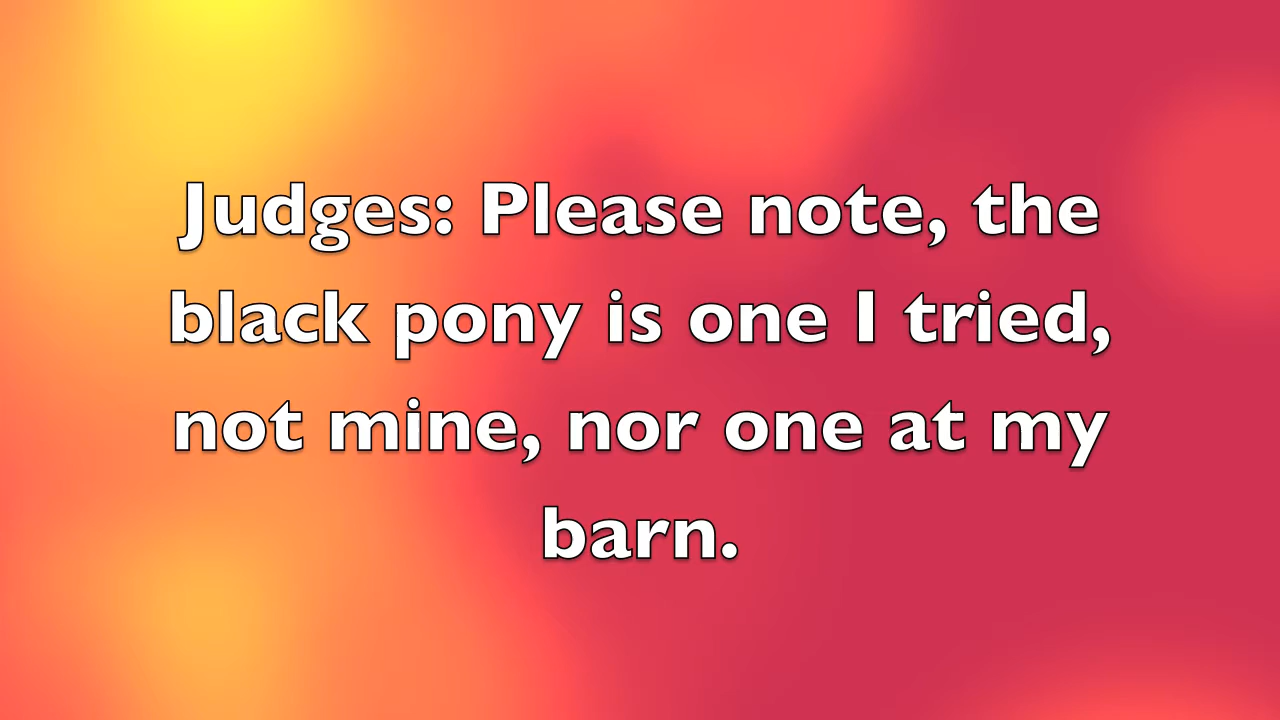 Judges: Please note, the
black pony is one I tried,
not mine, nor one at my
barn.